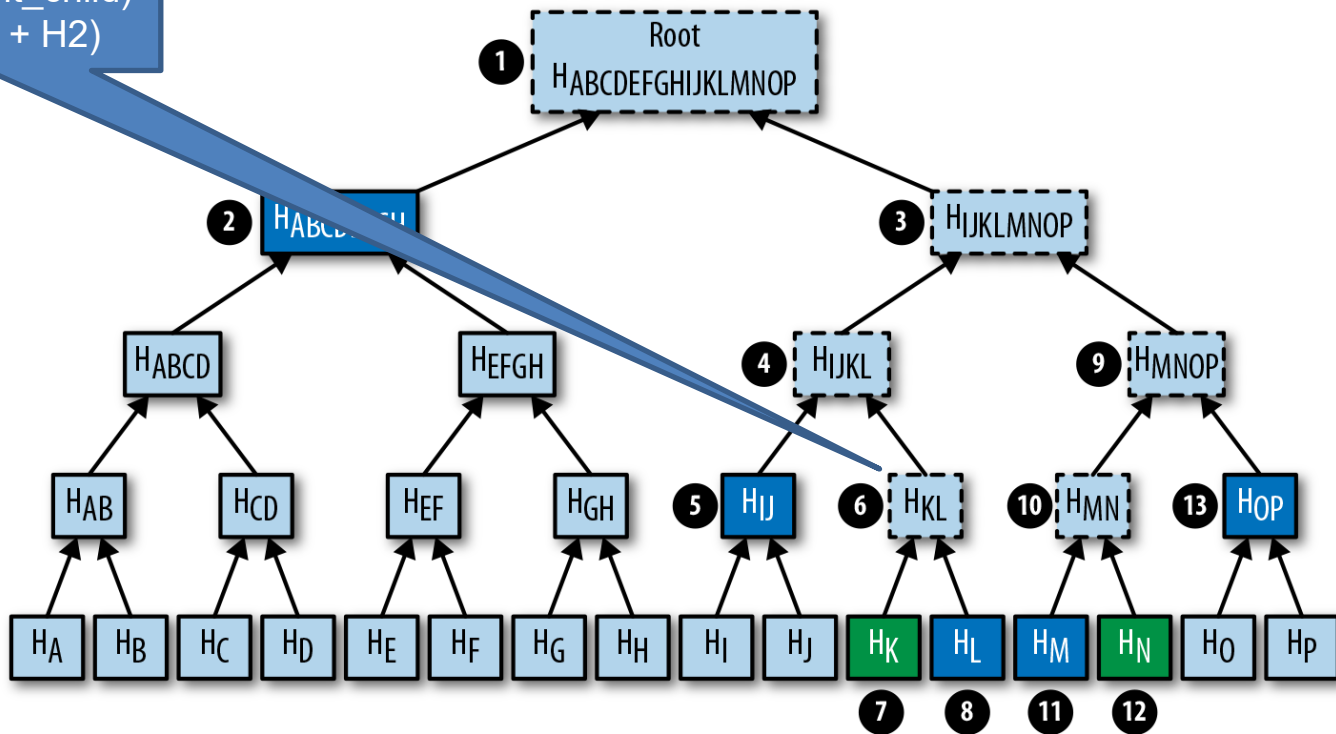 + H2)
1
Root
HABCDEFGHIJKLMNOP
2
3
HIJKLMNOP
HABCD
HEFGH
4
HIJKL
9
HMNOP
HAB
HCD
HEF
HGH
5
HIJ
6
HKL
10
HMN
13
HOP
HA
HB
HC
HD
HE
HF
HG
HH
HI
HJ
HK
HL
HM
HN
HO
HP
7
8
11
12